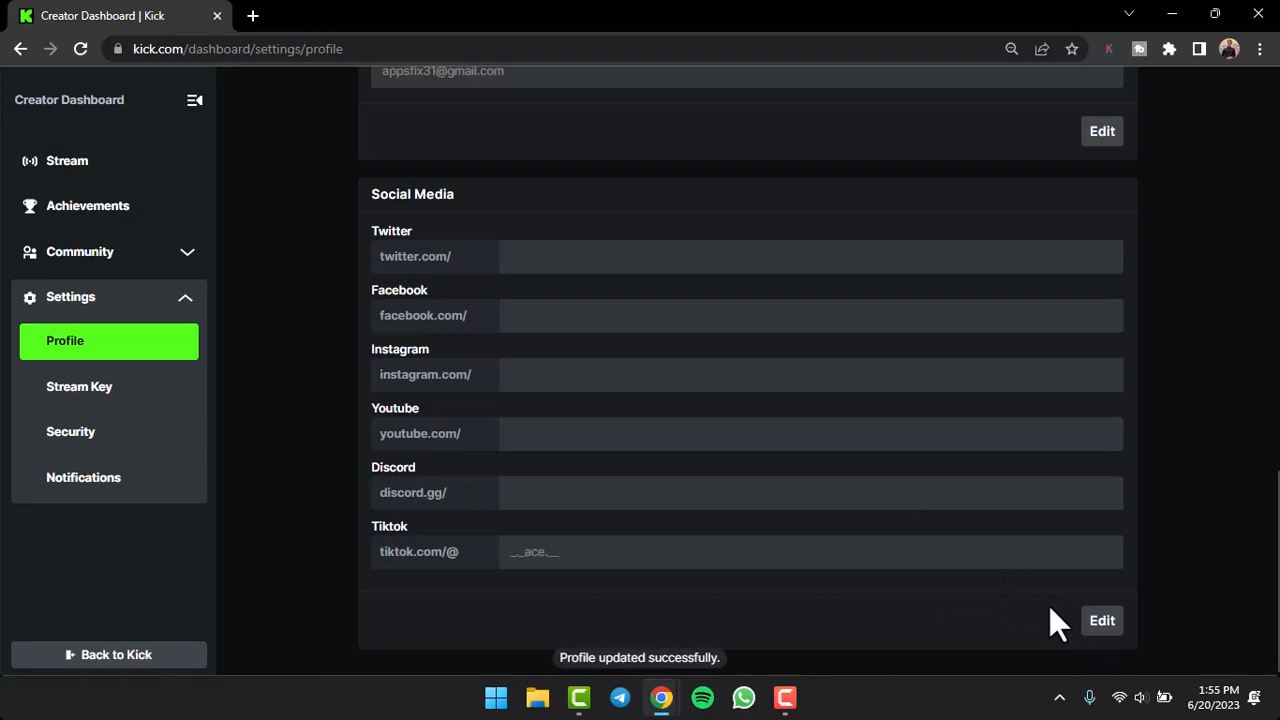 Creator Dashboard | Kick
kick.com/dashboard/settings/profile
Creator Dashboard
Stream
Achievements
Community
Settings
Profile
Stream Key
Security
Notifications
Back to Kick
appsfix31@gmail.com
Edit
Social Media
Twitter
twitter.com/
Facebook
facebook.com/
Instagram
instagram.com/
Youtube
youtube.com/
Discord
discord.gg/
Tiktok
tiktok.com/@ _._ace.__
Edit
Profile updated successfully.
1:55 PM
6/20/2023